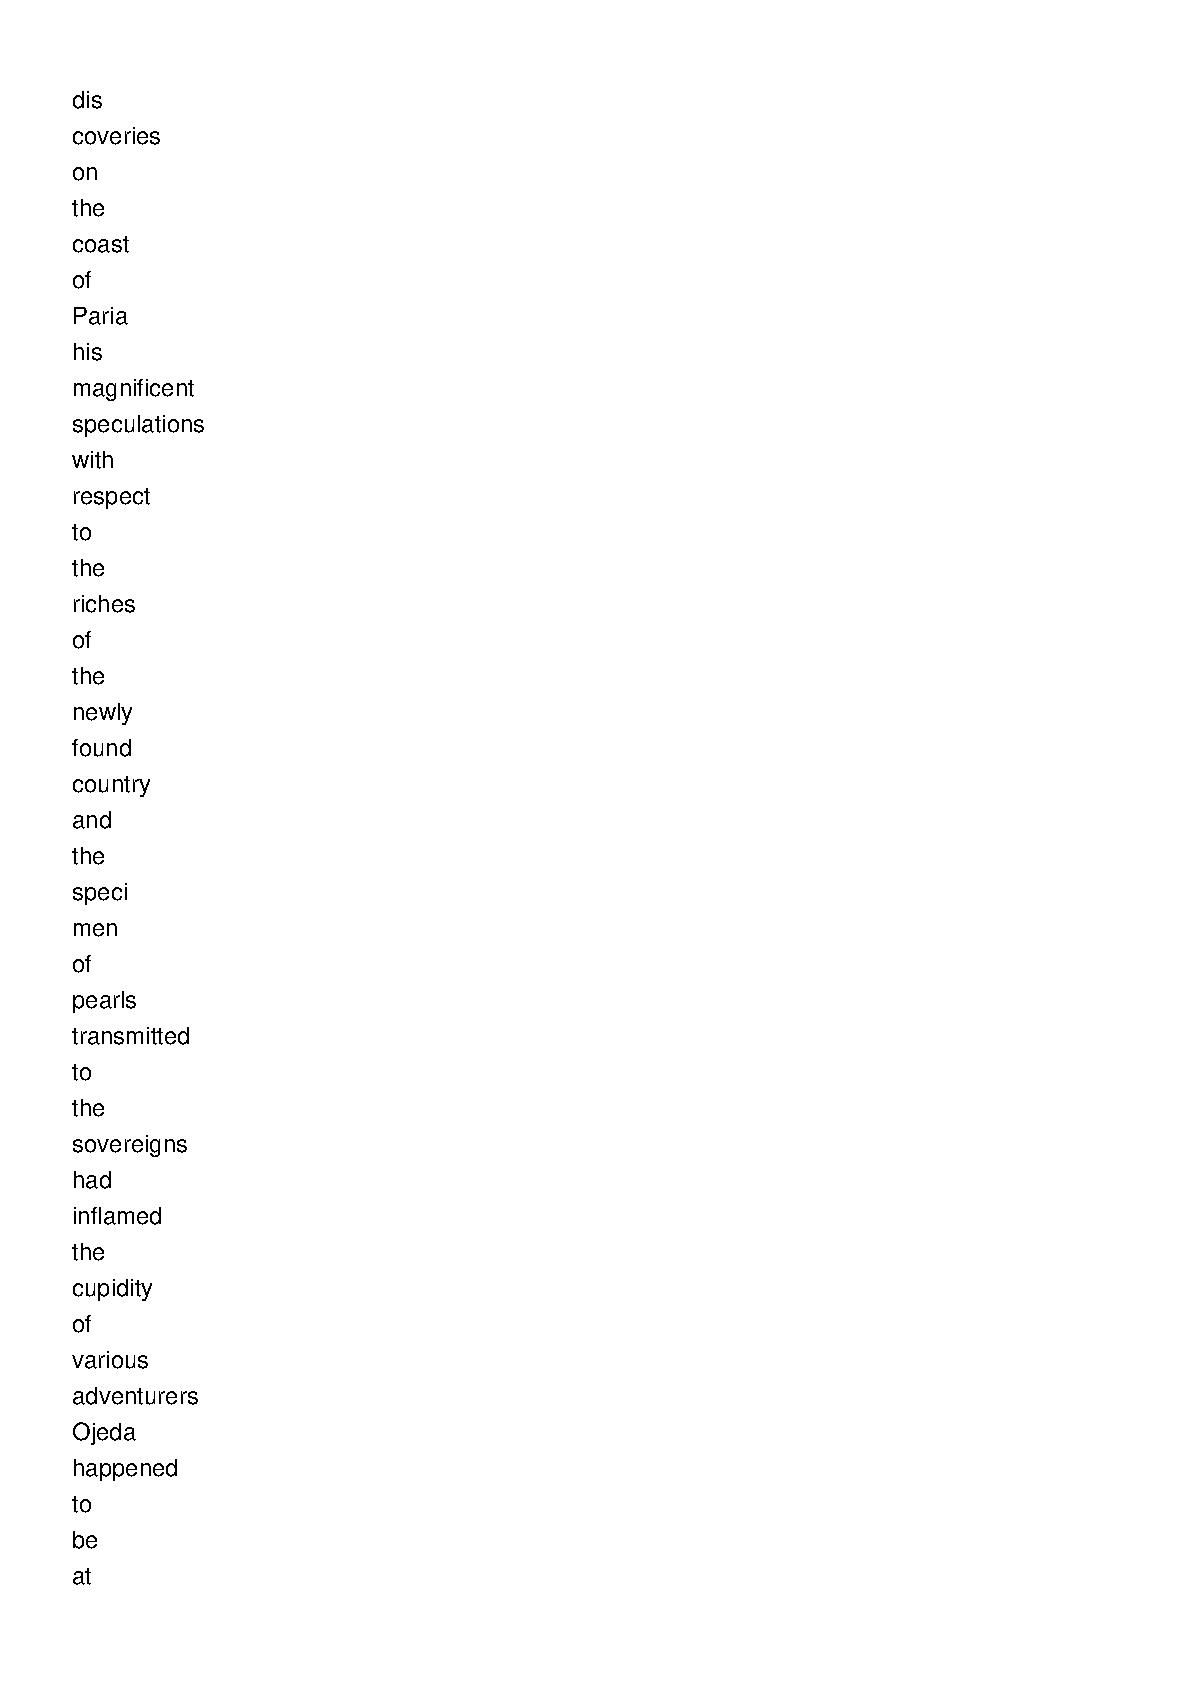 dis
coveries
on
the
coast
of
Paria
his
magnificent
speculations
with
respect
to
the
riches
of
the
newly
found
country
and
the
speci
men
of
pearls
transmitted
to
the
sovereigns
had
inflamed
the
cupidity
of
various
adventurers
Ojeda
happened
to
be
at